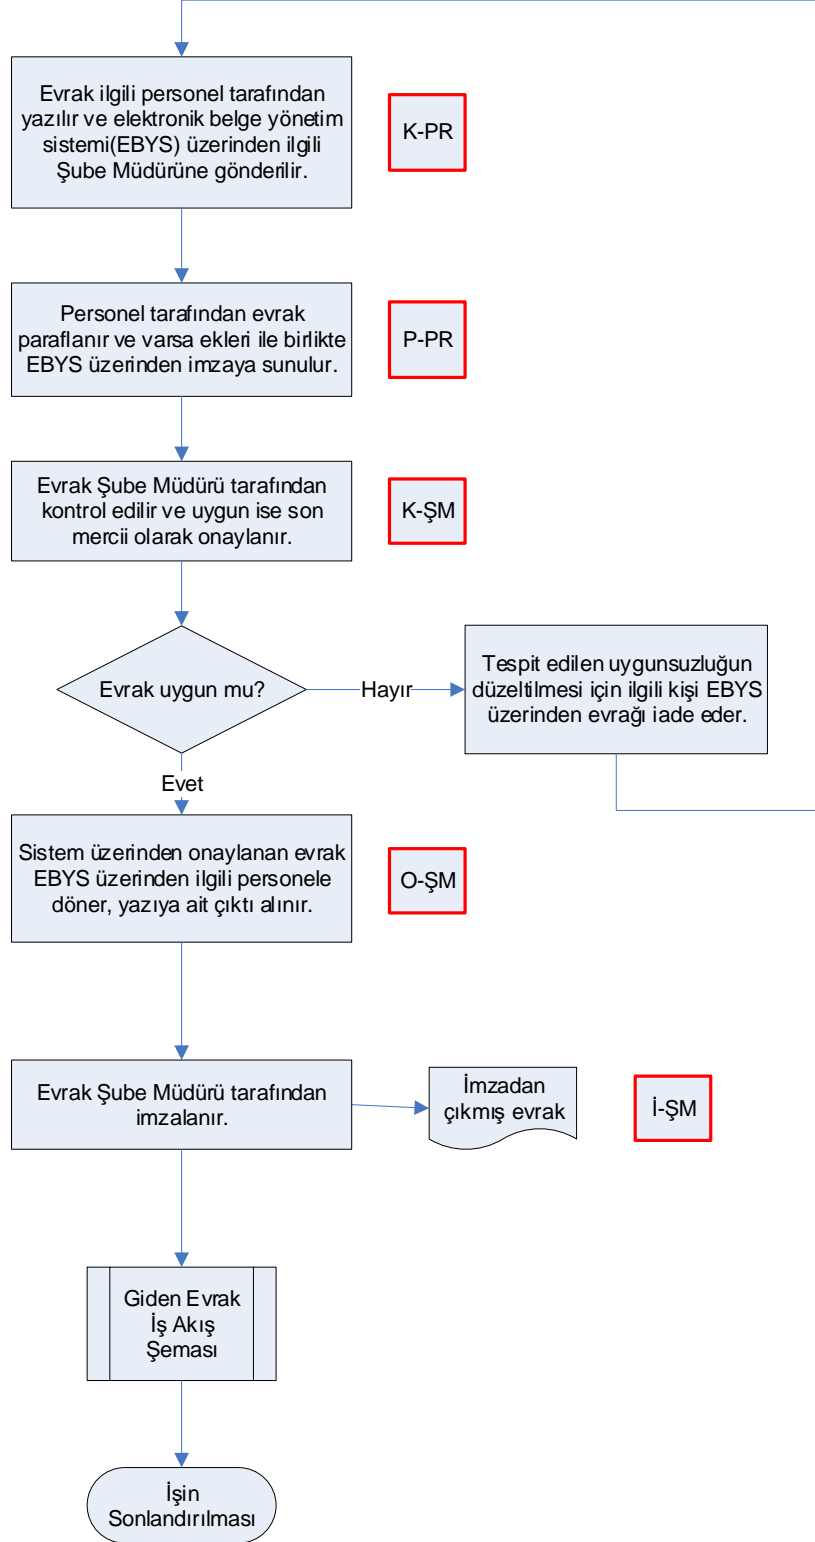 Evrak ilgili personel tarafından
yazılır ve elektronik belge yönetim
sistemi(EBYS) üzerinden ilgili
Şube Müdürüne gönderilir.
K-PR
Personel tarafından evrak
paraflanır ve varsa ekleri ile birlikte
EBYS üzerinden imzaya sunulur.
P-PR
Evrak Şube Müdürü tarafından
kontrol edilir ve uygun ise son
mercii olarak onaylanır.
K-ŞM
Evrak uygun mu?
Hayır
Tespit edilen uygunsuzluğun
düzeltilmesi için ilgili kişi EBYS
üzerinden evrağı iade eder.
Evet
Sistem üzerinden onaylanan evrak
EBYS üzerinden ilgili personele
döner, yazıya ait çıktı alınır.
O-ŞM
Evrak Şube Müdürü tarafından
imzalanır.
İmzadan
çıkmış evrak
İ-ŞM
Giden Evrak
İş Akış
Şeması
İşin
Sonlandırılması